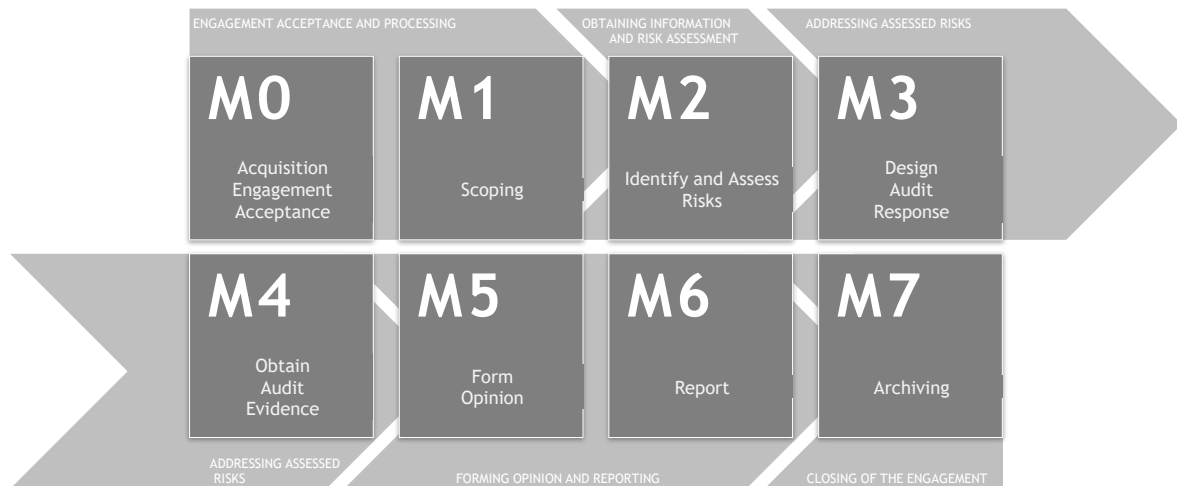 ENGAGEMENT ACCEPTANCE AND PROCESSING
OBTAINING INFORMATION
AND RISK ASSESSMENT
ADDRESSING ASSESSED RISKS
M0
Acquisition
Engagement
Acceptance
M1
Scoping
M2
Identify and Assess
Risks
M3
Design
Audit
Response
M4
Obtain
Audit
Evidence
M5
Form
Opinion
M6
Report
M7
Archiving
ADDRESSING ASSESSED
RISKS
FORMING OPINION AND REPORTING
CLOSING OF THE ENGAGEMENT